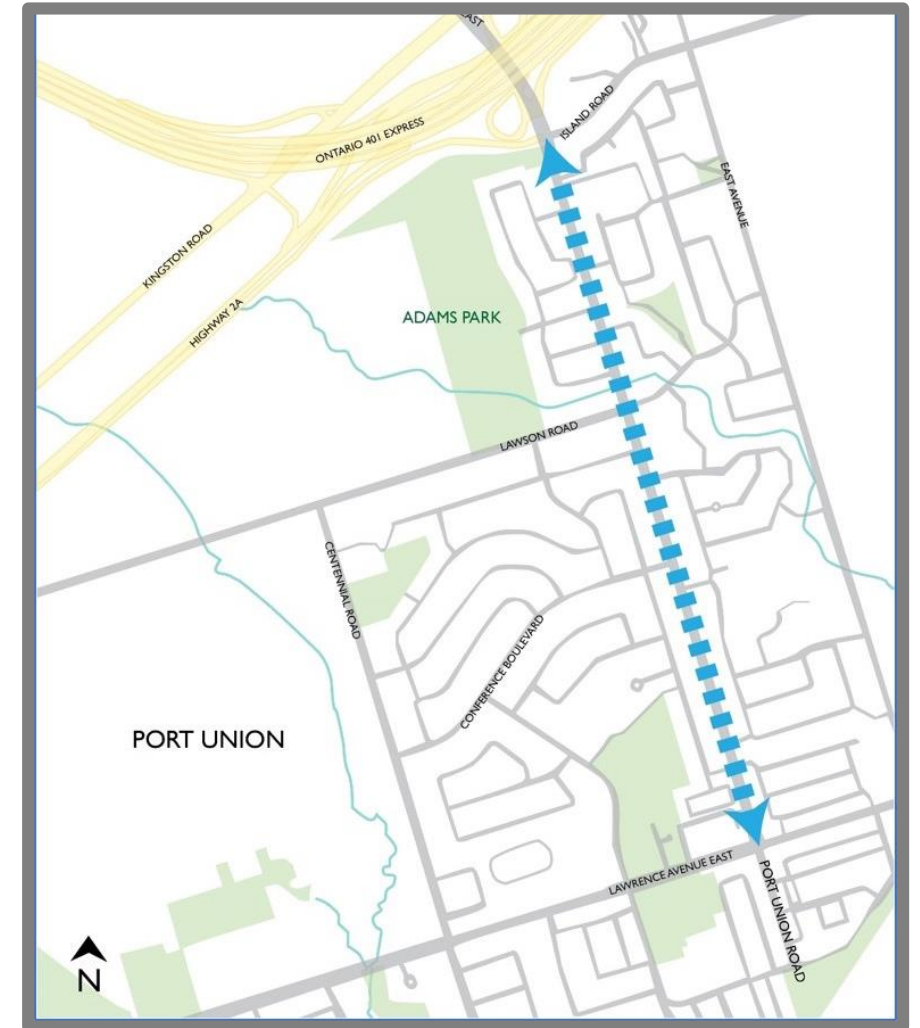 EAST
ISLAND ROAD
ONTARIO 401 EXPRESS
EAST AVENUE
KINGSTON ROAD
HIGHWAY 2A
ADAMS PARK
LAWSON ROAD
CENTENNIAL ROAD
CONFERENCE BOULEVARD
PORT UNION
LAWRENCE AVENUE EAST
PORT UNION ROAD
N